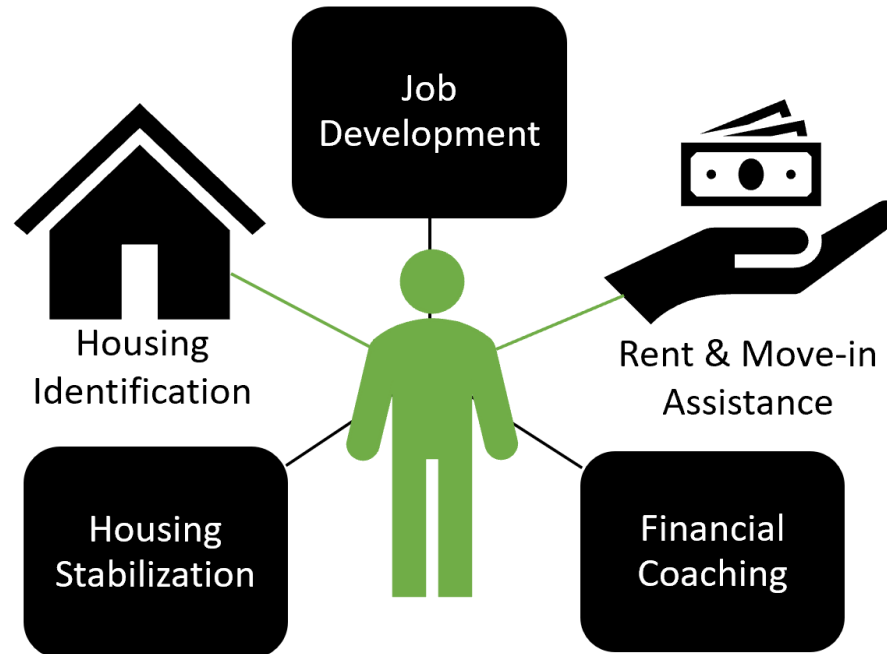 Job
Development
Housing
Identification
Rent & Move-in
Assistance
Housing
Stabilization
Financial
Coaching